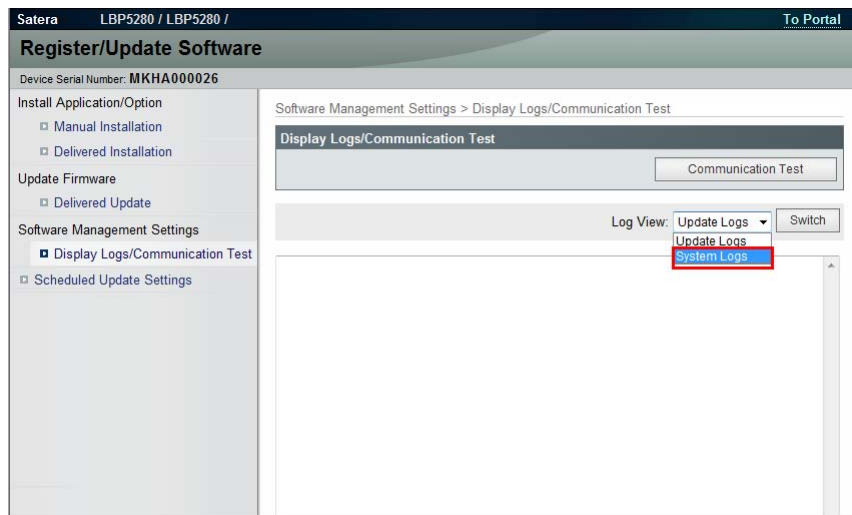 Satera LBP5280 / LBP5280 / To Portal
Register/Update Software
Device Serial Number: MKHA000026
Install Application/Option
Manual Installation
Delivered Installation
Update Firmware
Delivered Update
Software Management Settings
Display Logs/Communication Test
Scheduled Update Settings
Software Management Settings > Display Logs/Communication Test
Display Logs/Communication Test
Communication Test
Log View: Update Logs Switch
Update Logs
System Logs